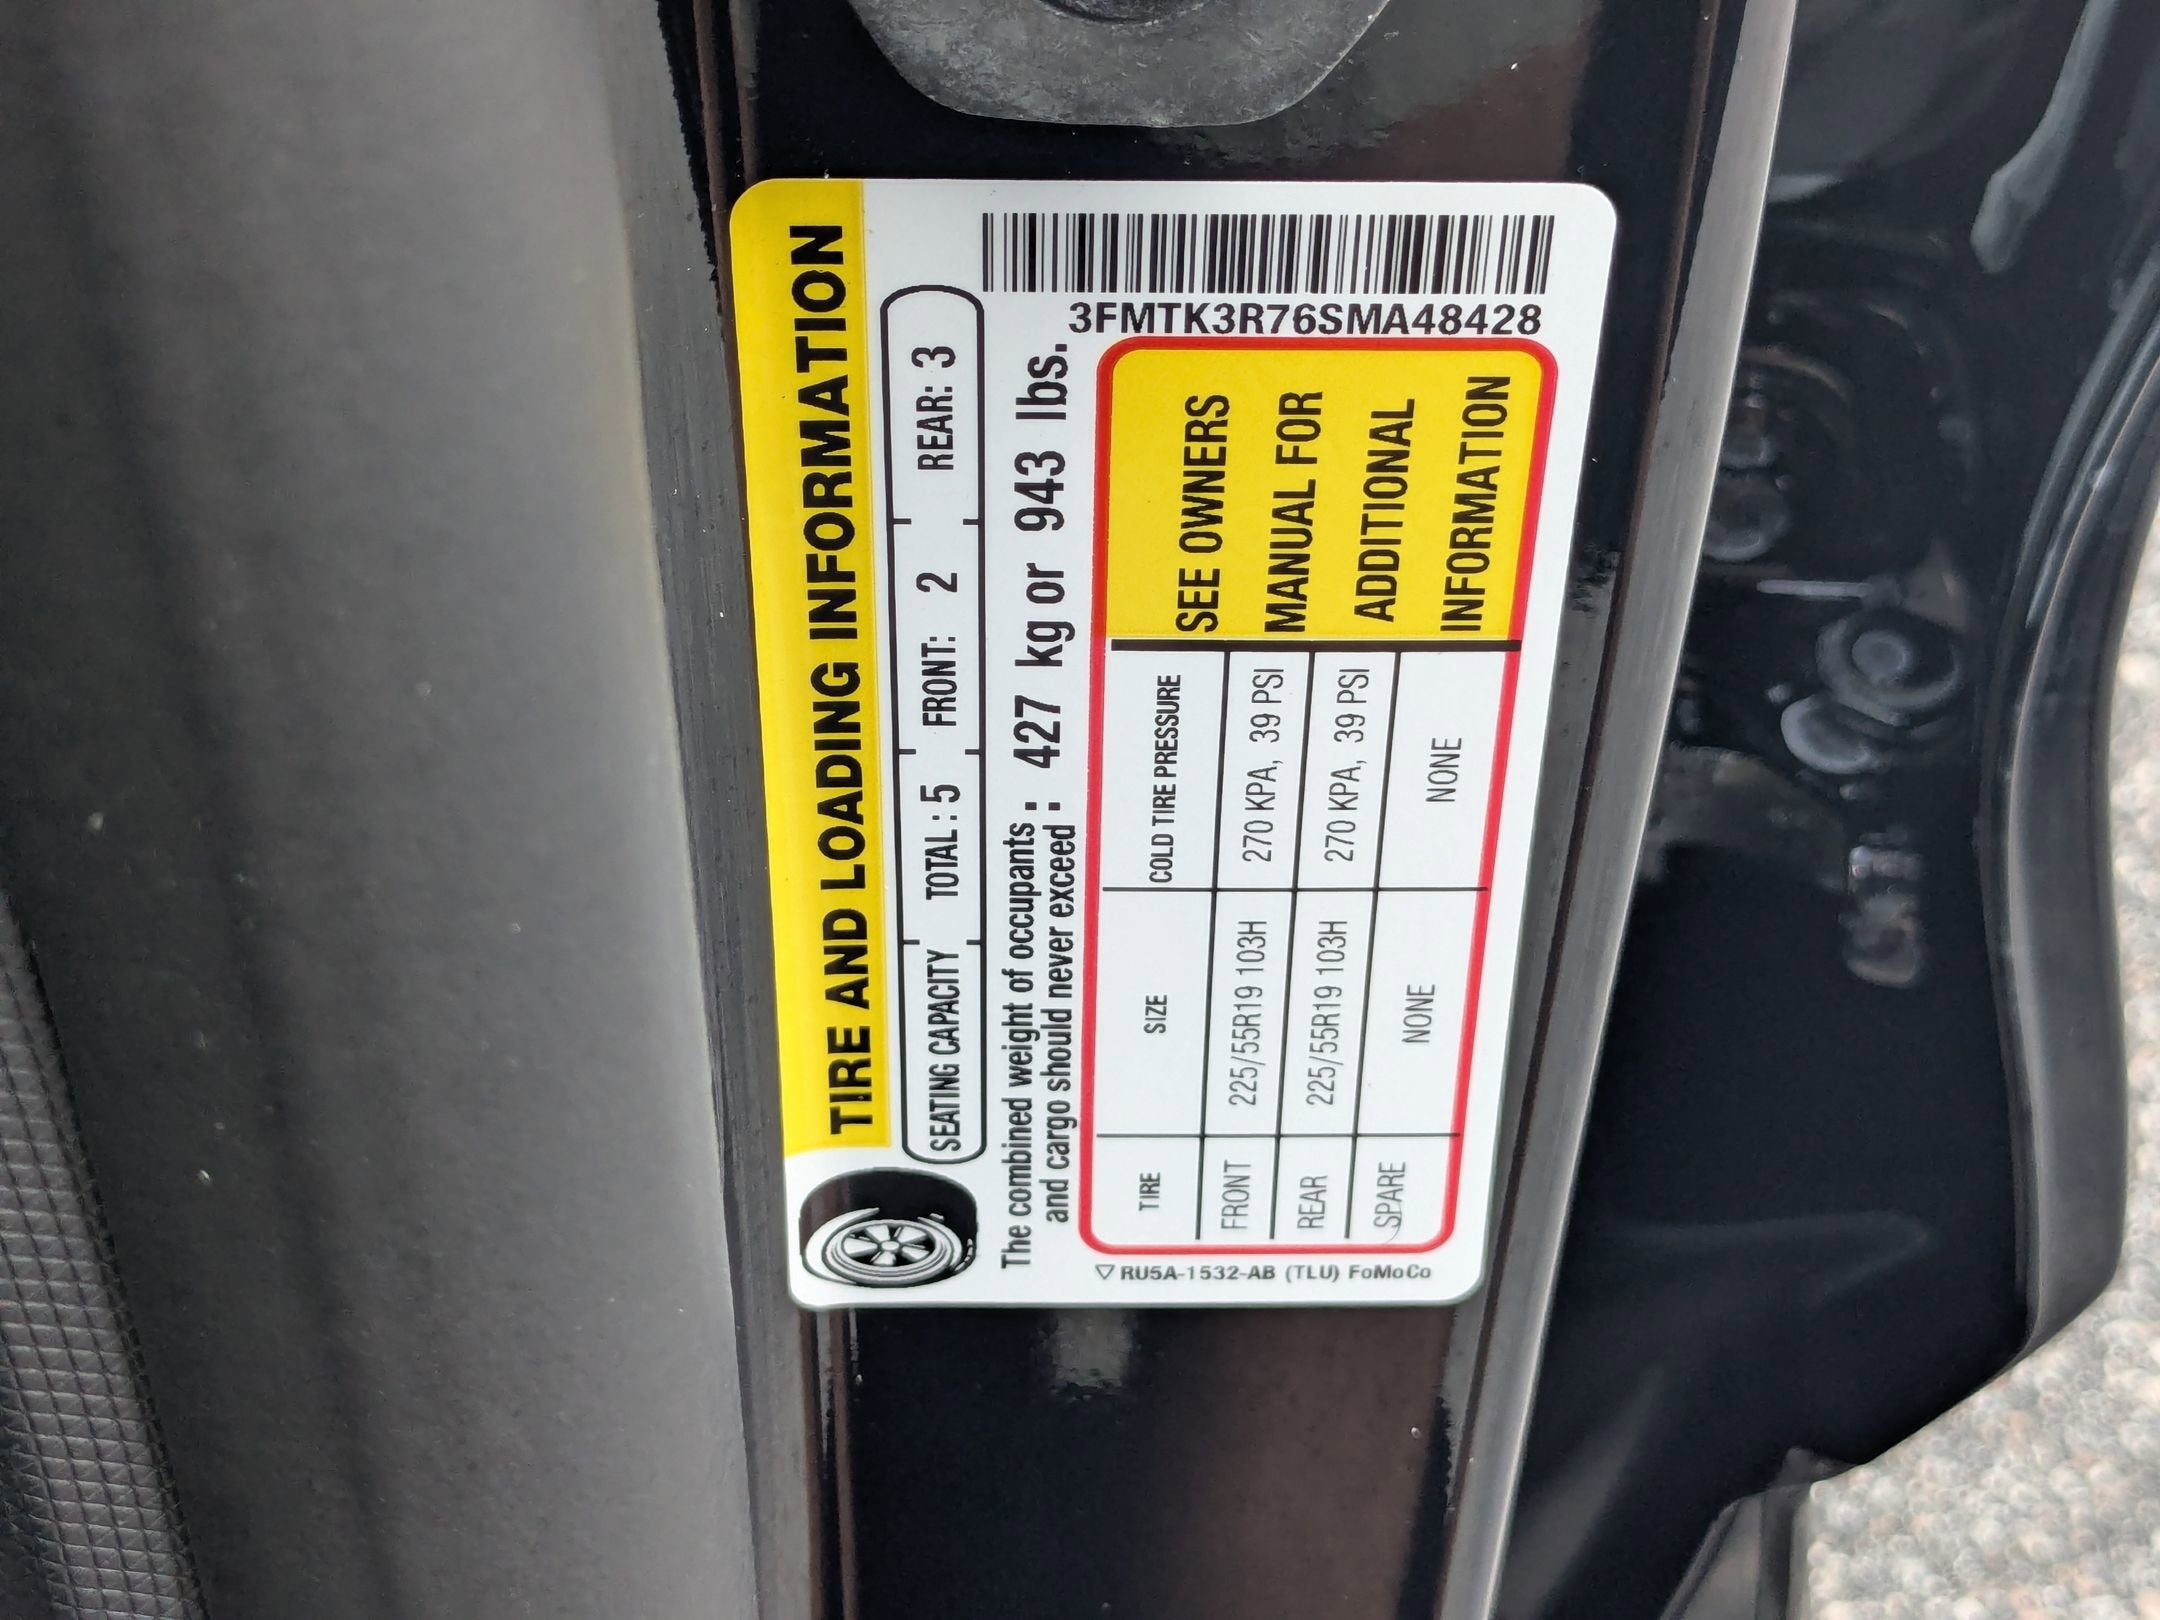 TIRE AND LOADING INFORMATION
SEATING CAPACITY TOTAL: 5 FRONT: 2 REAR: 3
The combined weight of occupants :
and cargo should never exceed : 427 kg or 943 lbs.
3FMTK3R76SMA48428
TIRE SIZE COLD TIRE PRESSURE
FRONT 225/55R19 103H 270 KPA, 39 PSI
REAR 225/55R19 103H 270 KPA, 39 PSI
SPARE NONE NONE
SEE OWNERS
MANUAL FOR
ADDITIONAL
INFORMATION
RU5A-1532-AB (TLU) FoMoCo